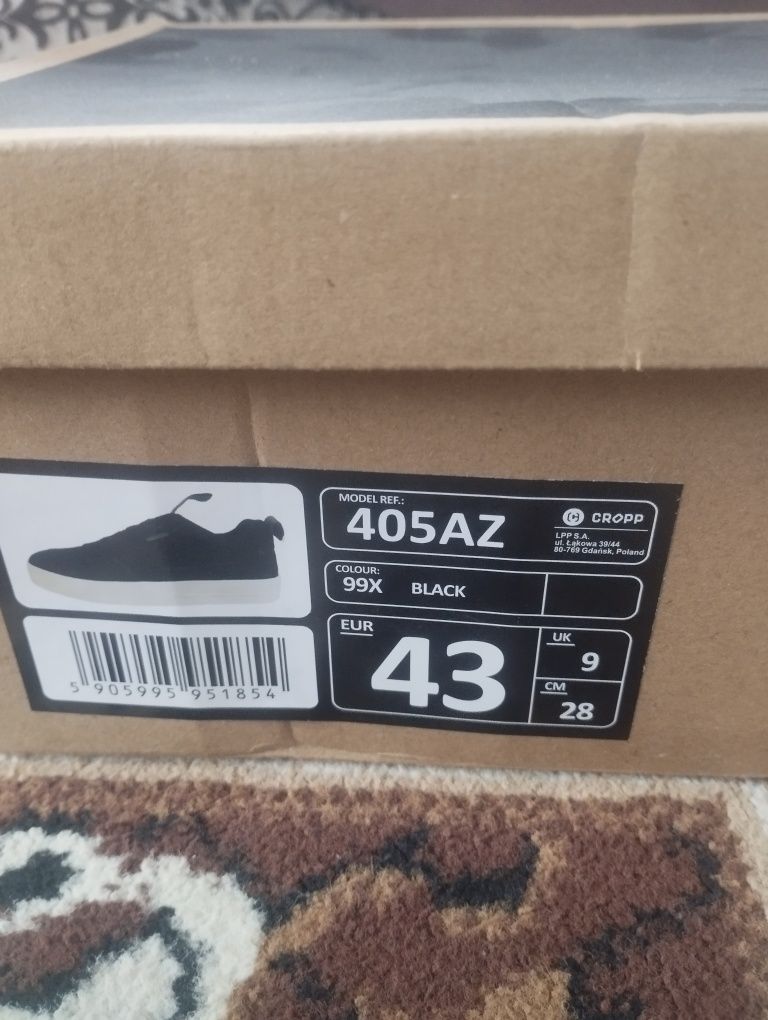 MODEL REF.:
405AZ
CROPP
LPP S.A.
ul. Łąkowa 39/44
80-769 Gdańsk, Poland
COLOUR:
99X BLACK
EUR
43
UK
9
CM
28
5 905995 951854